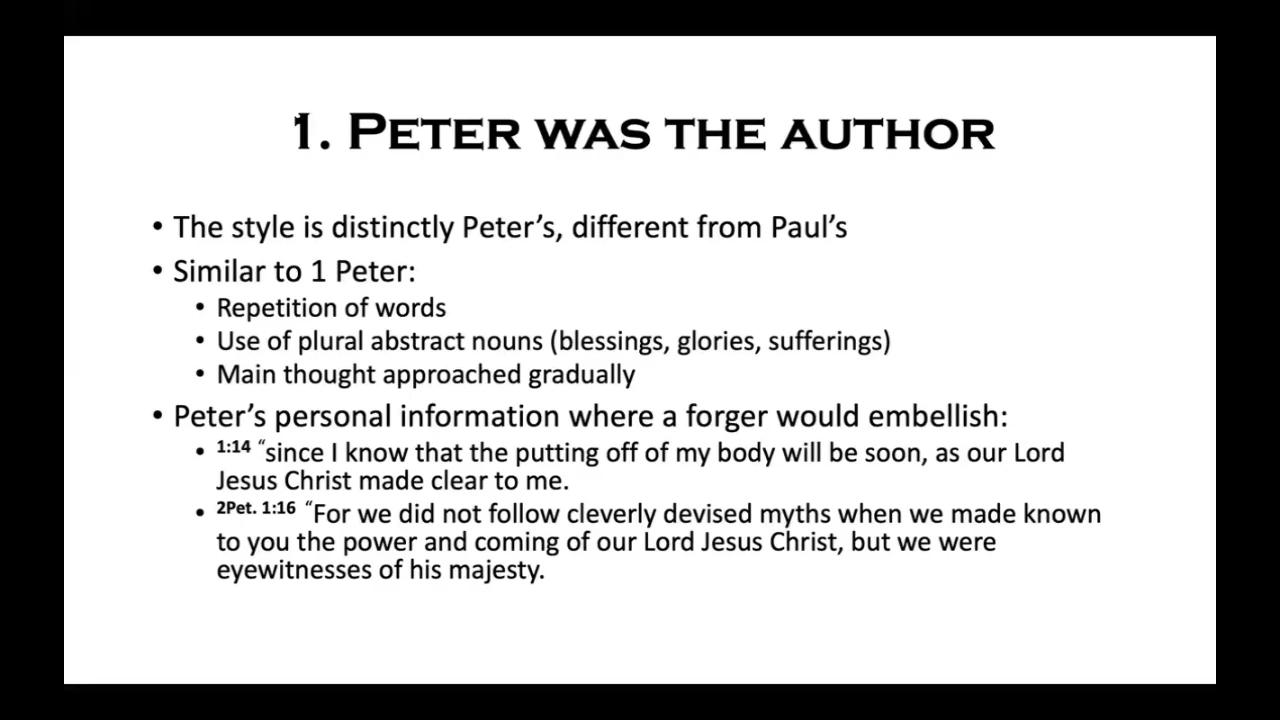 1. PETER WAS THE AUTHOR
• The style is distinctly Peter’s, different from Paul’s
• Similar to 1 Peter:
• Repetition of words
• Use of plural abstract nouns (blessings, glories, sufferings)
• Main thought approached gradually
• Peter’s personal information where a forger would embellish:
• 1:14 “since I know that the putting off of my body will be soon, as our Lord
Jesus Christ made clear to me.
• 2Pet. 1:16 “For we did not follow cleverly devised myths when we made known
to you the power and coming of our Lord Jesus Christ, but we were
eyewitnesses of his majesty.